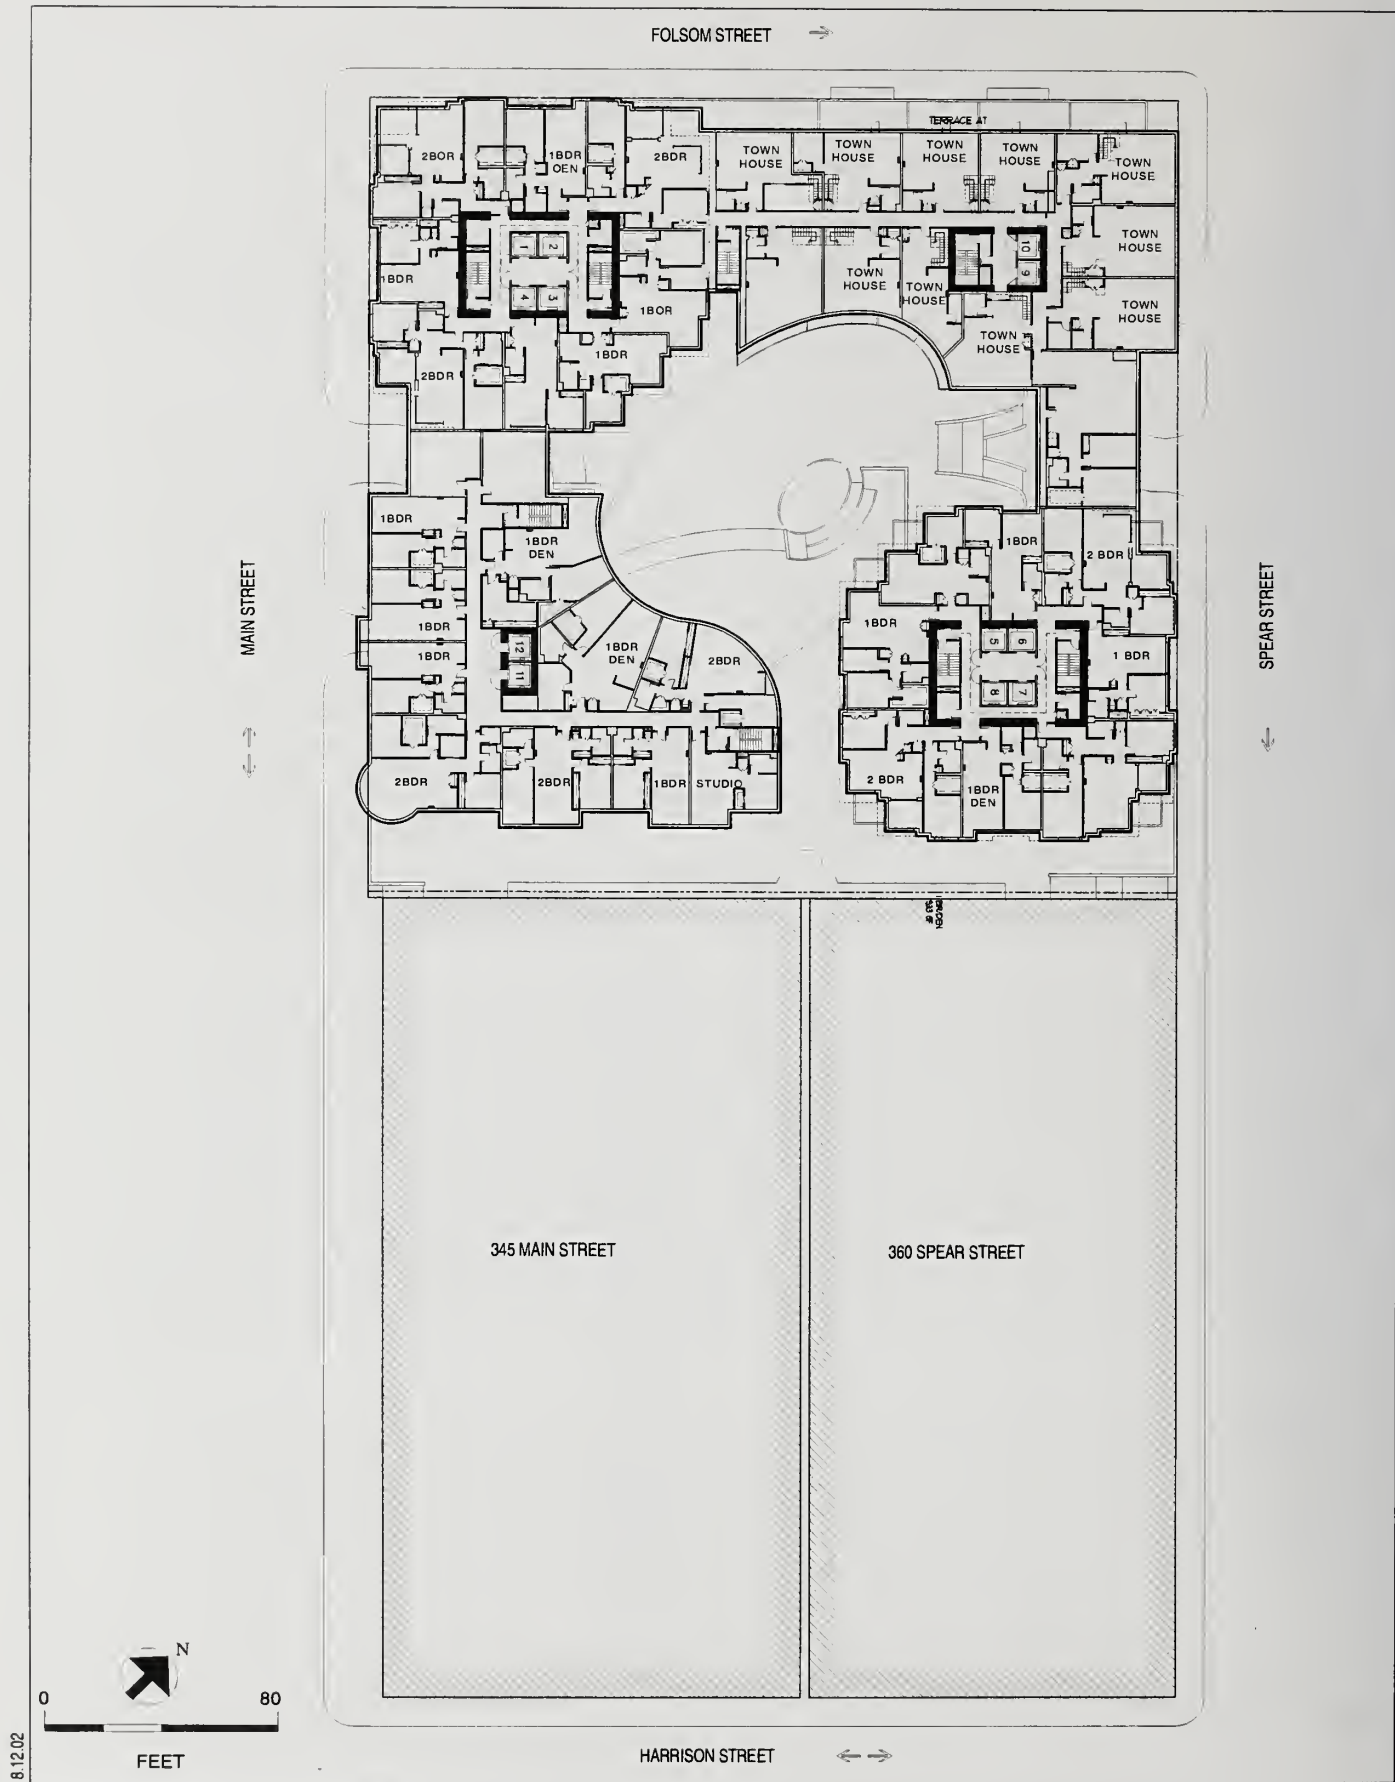 FOLSOM STREET
TERRACE AT
2BOR
1BDR
OEN
2BDR
TOWN
HOUSE
TOWN
HOUSE
TOWN
HOUSE
TOWN
HOUSE
TOWN
HOUSE
1
2
4
3
1BDR
1BOR
TOWN
HOUSE
TOWN
HOUSE
10
9
TOWN
HOUSE
TOWN
HOUSE
TOWN
HOUSE
2BDR
1BDR
1BDR
1BDR
DEN
1BDR
2 BDR
MAIN STREET
SPEAR STREET
1BDR
1BDR
12
11
1BDR
DEN
2BDR
1BDR
5
6
8
7
1 BDR
2BDR
2BDR
1BDR
STUDIO
2 BDR
1BDR
DEN
345 MAIN STREET
360 SPEAR STREET
N
0
80
FEET
8.12.02
HARRISON STREET